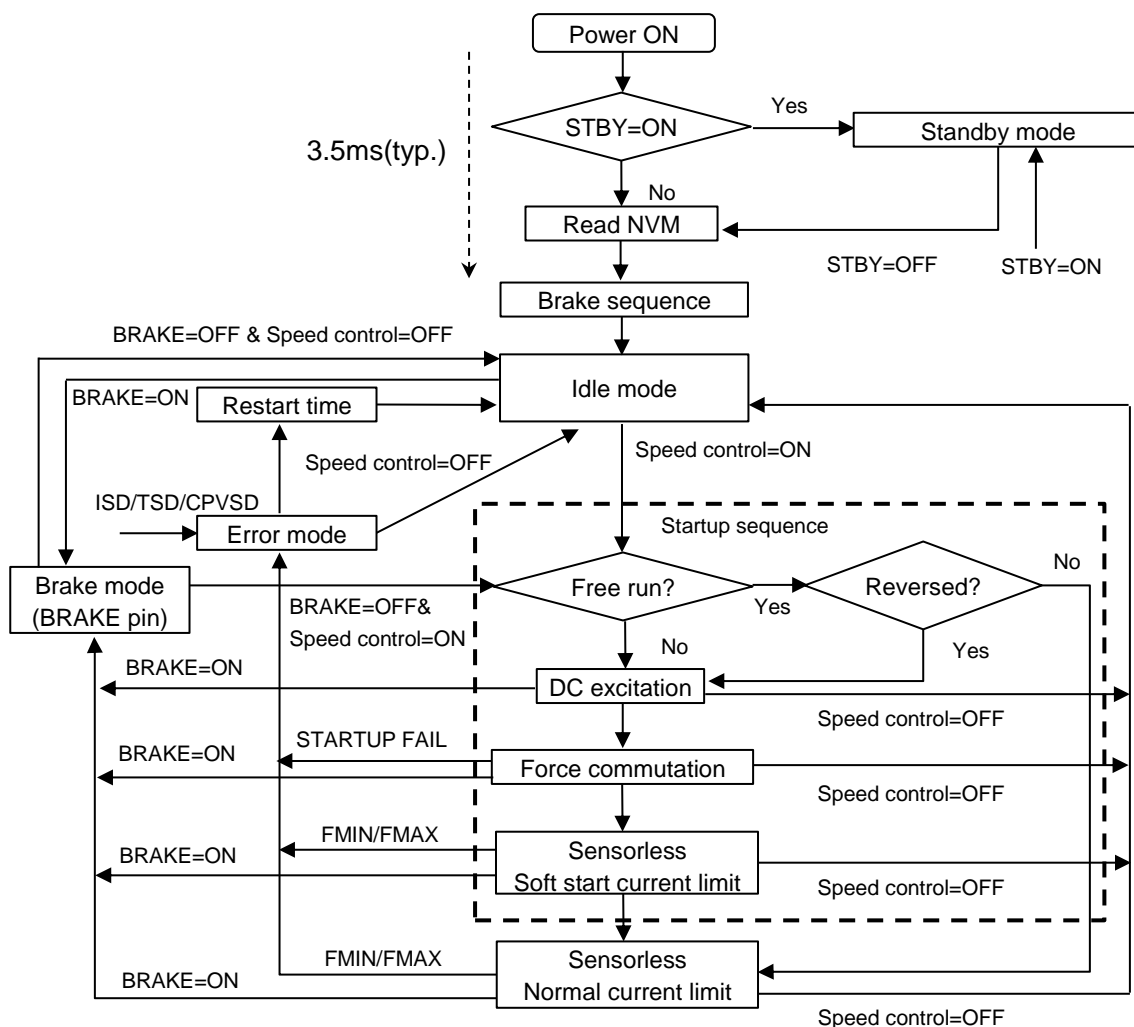 Power ON
Yes
STBY=ON
Standby mode
3.5ms(typ.)
No
Read NVM
STBY=OFF
STBY=ON
Brake sequence
BRAKE=OFF & Speed control=OFF
Idle mode
BRAKE=ON
Restart time
Speed control=ON
Speed control=OFF
ISD/TSD/CPVSD
Error mode
Startup sequence
No
Free run?
Reversed?
Brake mode
(BRAKE pin)
BRAKE=OFF&
Speed control=ON
Yes
No
Yes
BRAKE=ON
DC excitation
Speed control=OFF
STARTUP FAIL
BRAKE=ON
Force commutation
Speed control=OFF
FMIN/FMAX
BRAKE=ON
Sensorless
Soft start current limit
Speed control=OFF
FMIN/FMAX
Sensorless
Normal current limit
BRAKE=ON
Speed control=OFF